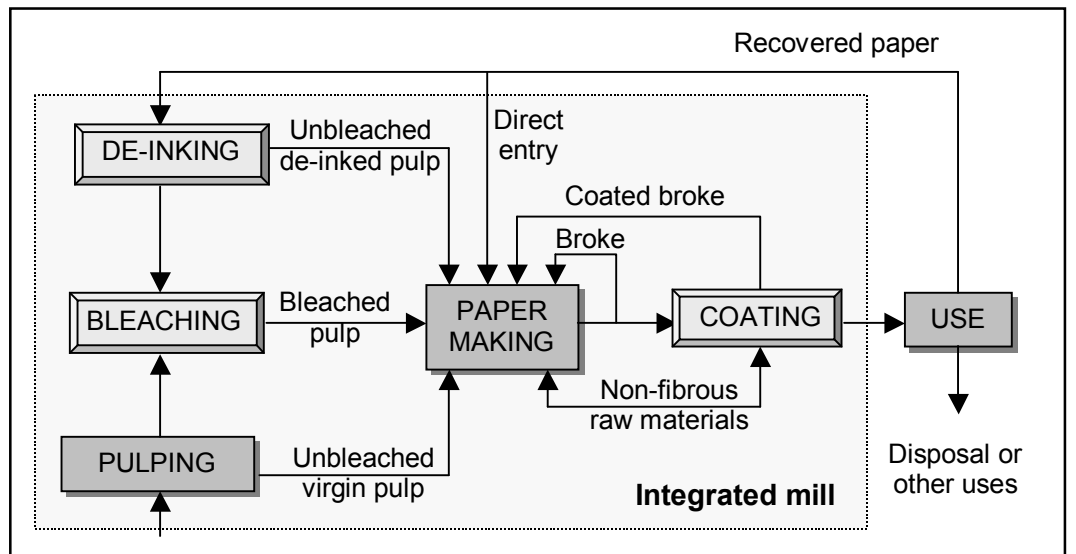 Recovered paper
DE-INKING
Unbleached
de-inked pulp
Direct
entry
Coated broke
Broke
BLEACHING
Bleached
pulp
PAPER
MAKING
COATING
USE
Non-fibrous
raw materials
PULPING
Unbleached
virgin pulp
Integrated mill
Disposal or
other uses